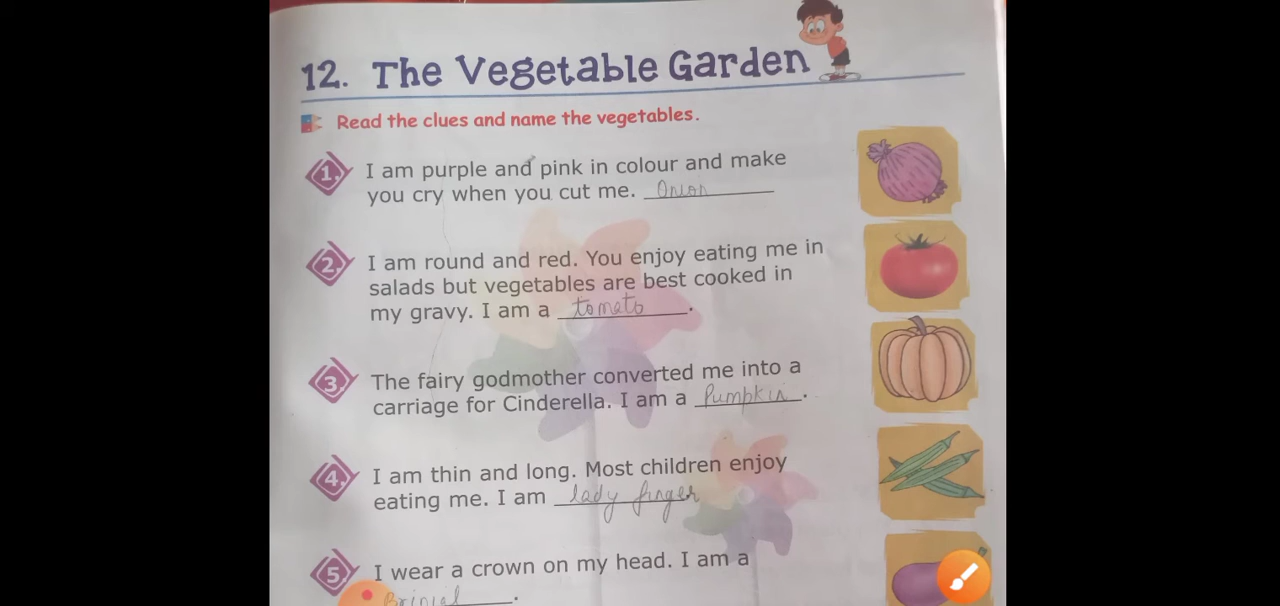 12. The Vegetable Garden
Read the clues and name the vegetables.
1. I am purple and pink in colour and make
you cry when you cut me. Onion
2. I am round and red. You enjoy eating me in
salads but vegetables are best cooked in
my gravy. I am a tomato.
3. The fairy godmother converted me into a
carriage for Cinderella. I am a Pumpkin.
4. I am thin and long. Most children enjoy
eating me. I am lady finger
5. I wear a crown on my head. I am a
Brinjal.